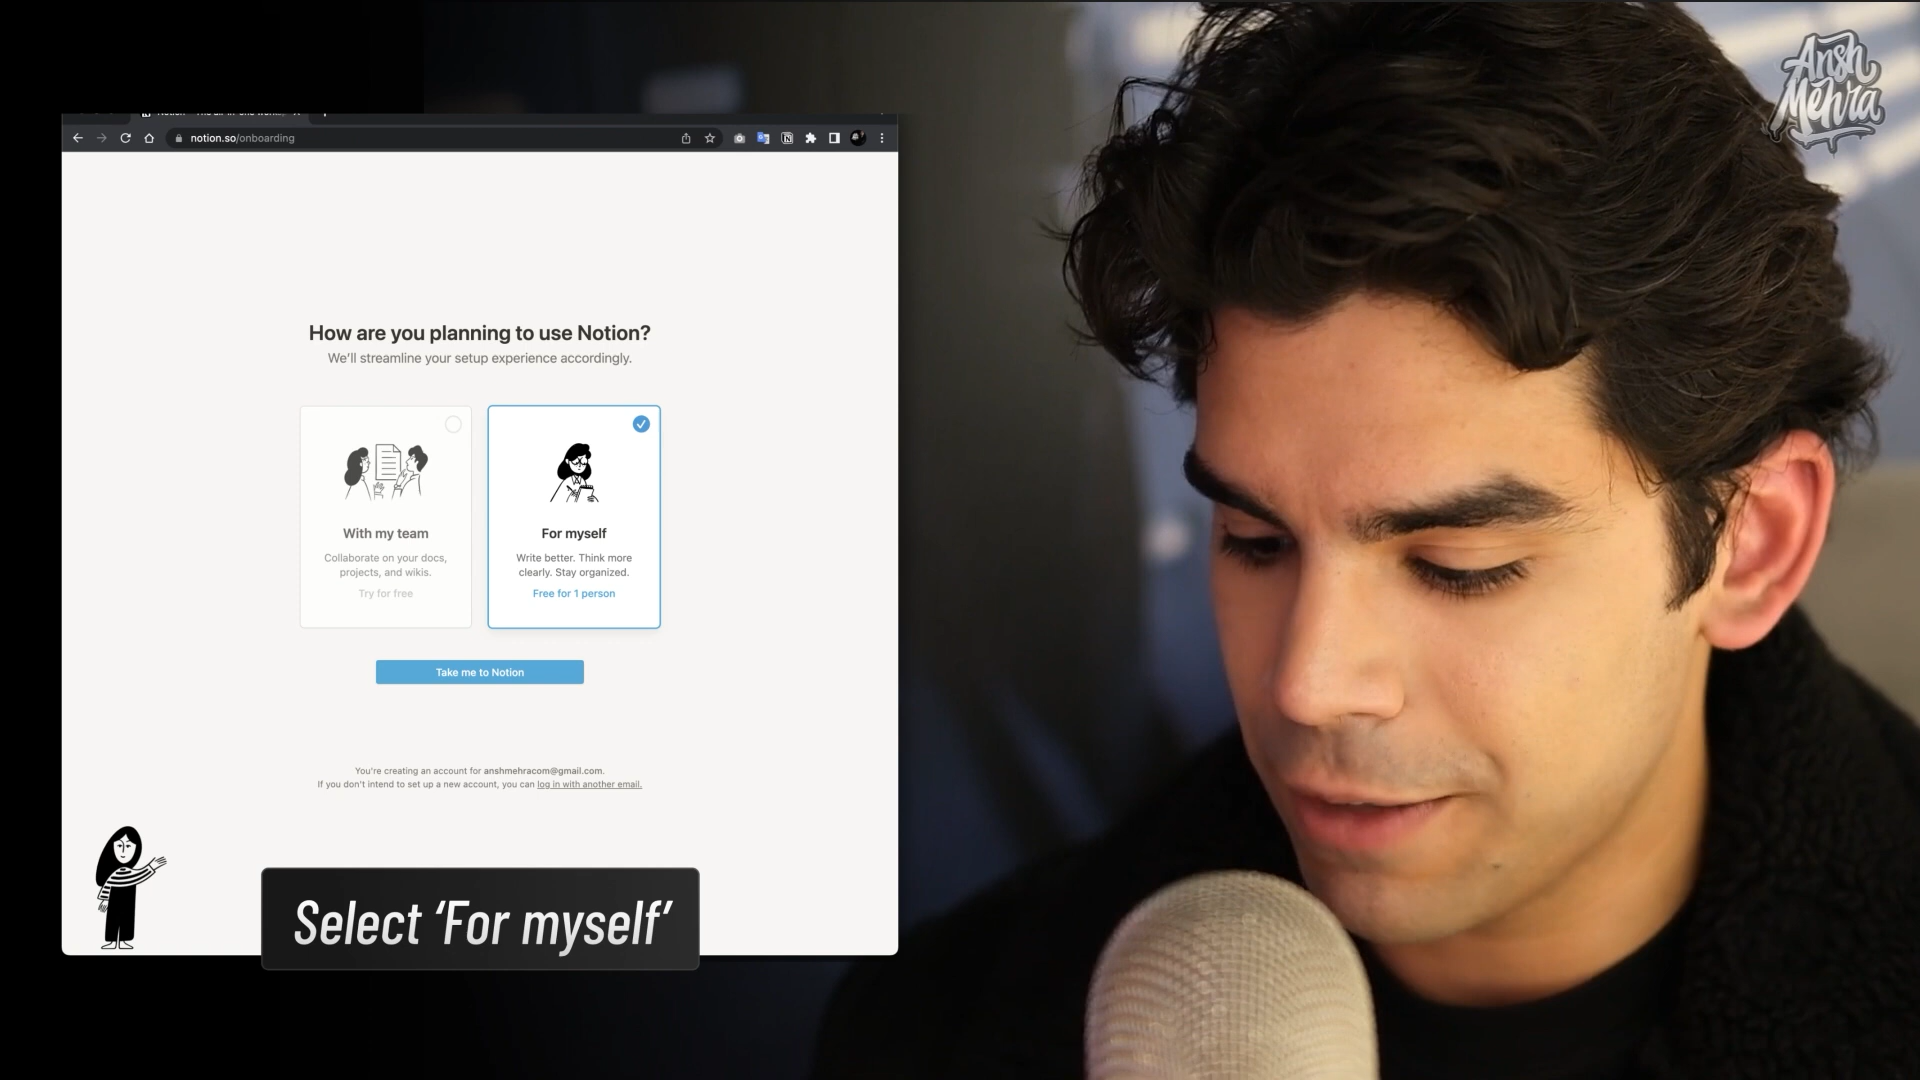 Ansh
Mehra
notion.so/onboarding
How are you planning to use Notion?
We'll streamline your setup experience accordingly.
With my team
Collaborate on your docs,
projects, and wikis.
Try for free
For myself
Write better. Think more
clearly. Stay organized.
Free for 1 person
Take me to Notion
You're creating an account for anshmehracom@gmail.com.
If you don't intend to set up a new account, you can log in with another email.
Select ‘For myself’